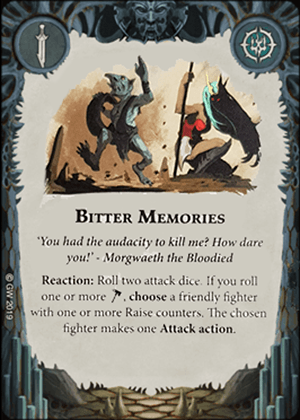 BITTER MEMORIES
'You had the audacity to kill me? How dare
you!' - Morgwaeth the Bloodied
Reaction: Roll two attack dice. If you roll
one or more , choose a friendly fighter
with one or more Raise counters. The chosen
fighter makes one Attack action.
© GW 2019